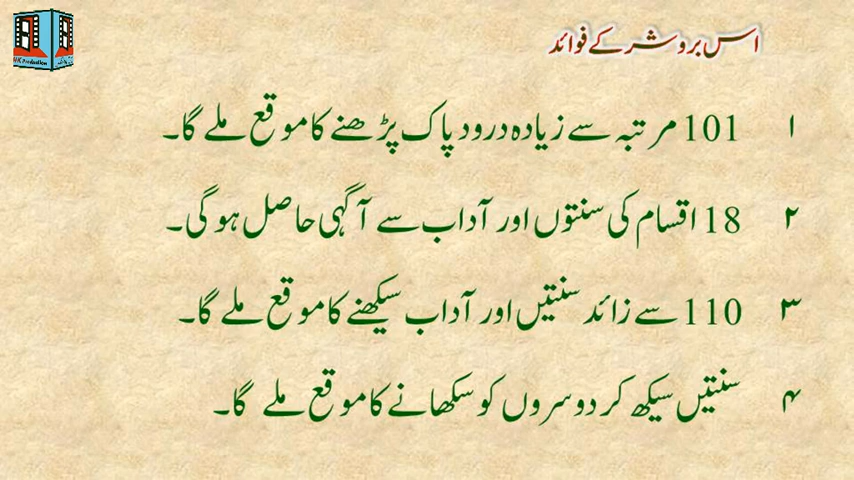 HK Production
اس بروشر کے فوائد
۱ 101 مرتبہ سے زیادہ درود پاک پڑھنے کا موقع ملے گا۔
۲ 18 اقسام کی سنتوں اور آداب سے آگہی حاصل ہو گی۔
۳ 110 سے زائد سنتیں اور آداب سیکھنے کا موقع ملے گا۔
۴ سنتیں سیکھ کر دوسروں کو سکھانے کا موقع ملے گا۔